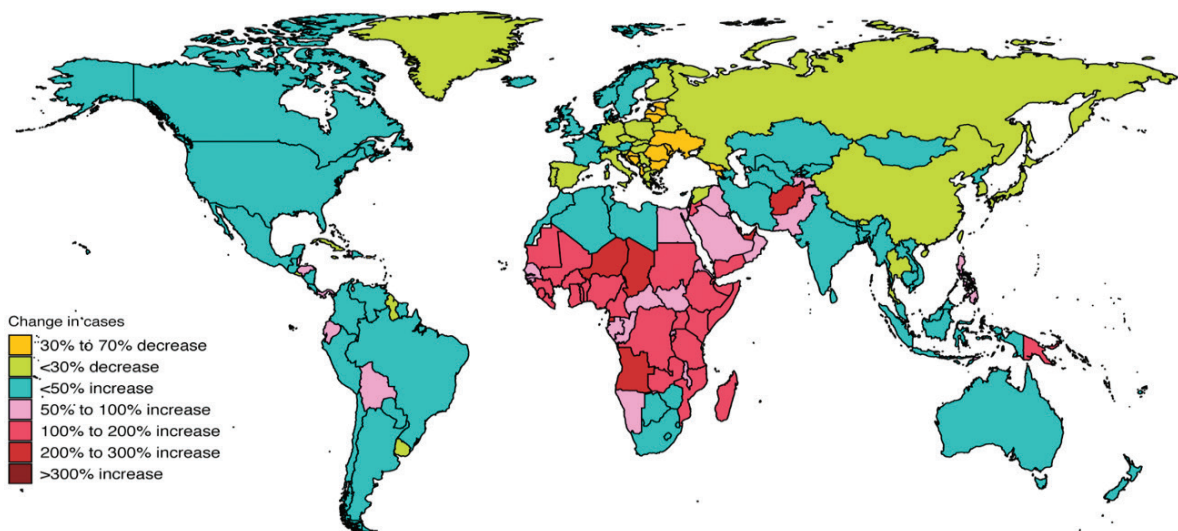 Change in cases
30% to 70% decrease
<30% decrease
<50% increase
50% to 100% increase
100% to 200% increase
200% to 300% increase
>300% increase